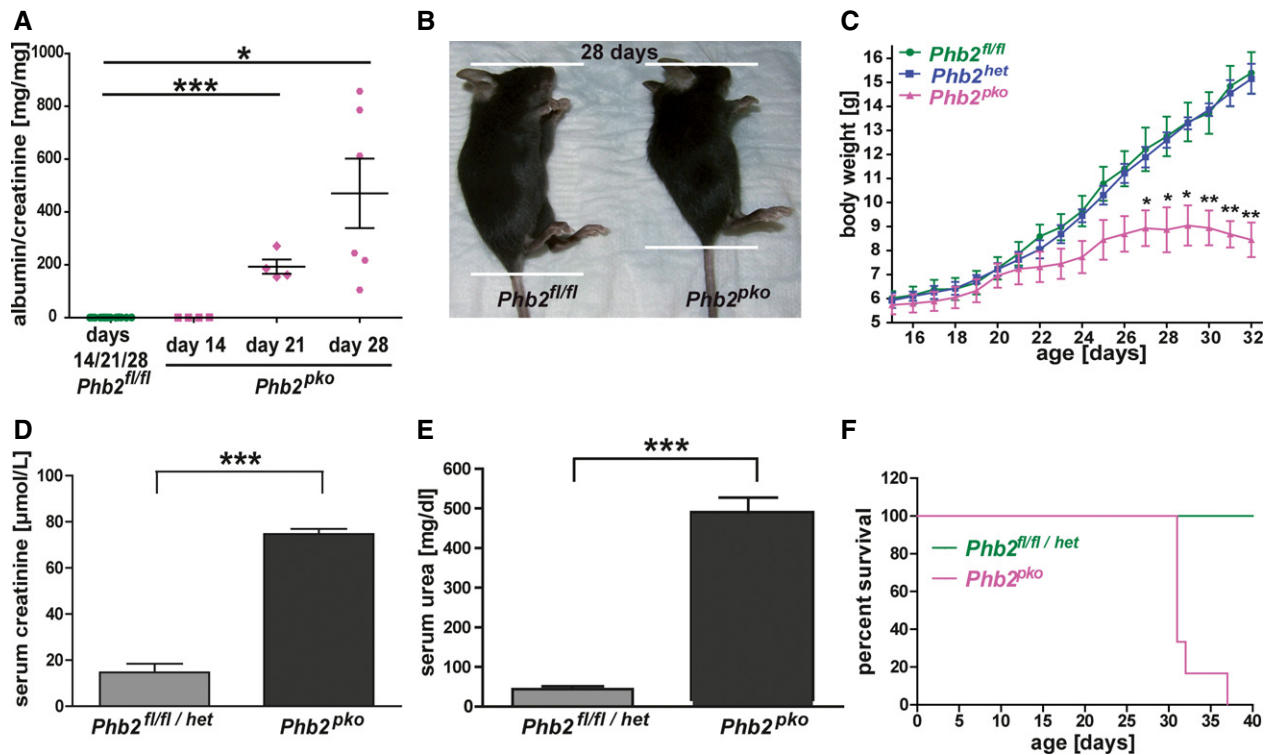 A
albumin/creatinine [mg/mg]
1000
800
600
400
200
0
*
***
days
14/21/28
Phb2fl/fl
day 14
day 21
day 28
Phb2pko
B
28 days
Phb2fl/fl
Phb2pko
C
body weight [g]
16
15
14
13
12
11
10
9
8
7
6
5
Phb2fl/fl
Phb2het
Phb2pko
* * * ** ** **
16 18 20 22 24 26 28 30 32
age [days]
D
serum creatinine [µmol/L]
100
80
60
40
20
0
***
Phb2fl/fl / het
Phb2pko
E
serum urea [mg/dl]
600
500
400
300
200
100
0
***
Phb2fl/fl / het
Phb2pko
F
percent survival
120
100
80
60
40
20
0
Phb2fl/fl / het
Phb2pko
0 5 10 15 20 25 30 35 40
age [days]